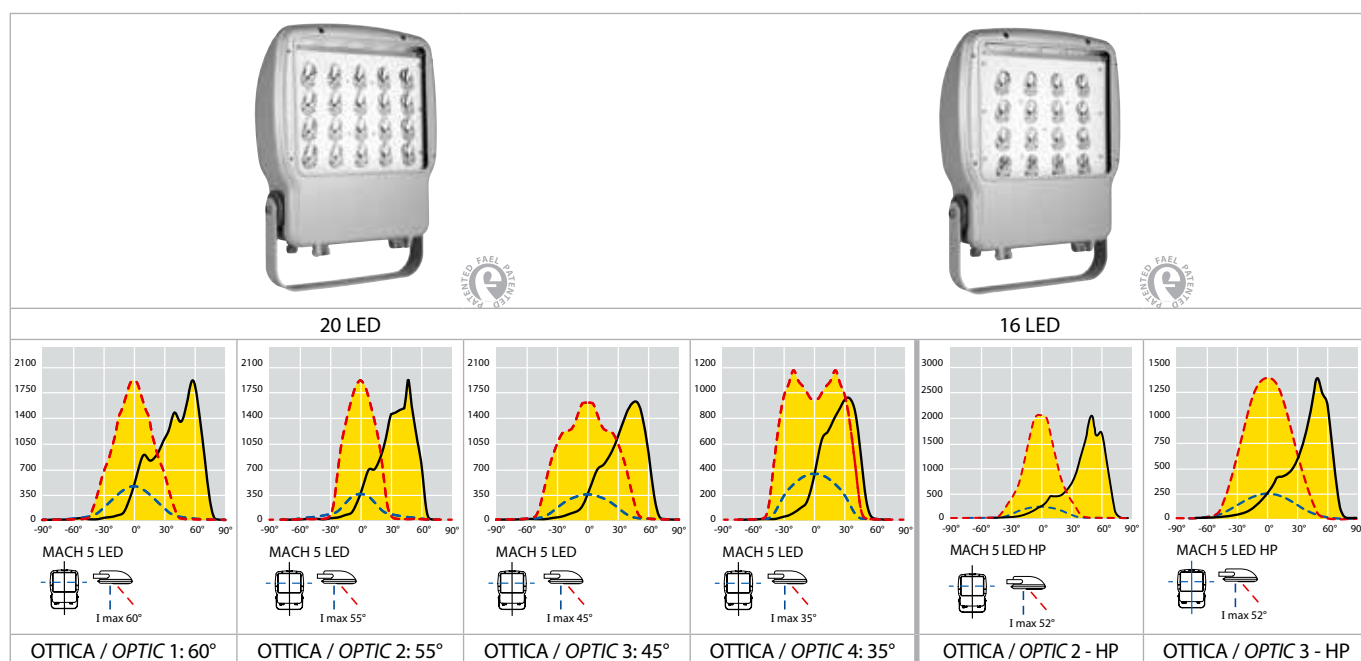 FAEL PATENTED PATENTED
FAEL PATENTED PATENTED
20 LED
16 LED
2100
1750
1400
1050
700
350
0
-90° -60° -30° 0° 30° 60° 90°
MACH 5 LED
I max 60°
OTTICA / OPTIC 1: 60°
2100
1750
1400
1050
700
350
0
-90° -60° -30° 0° 30° 60° 90°
MACH 5 LED
I max 55°
OTTICA / OPTIC 2: 55°
2100
1750
1400
1050
700
350
0
-90° -60° -30° 0° 30° 60° 90°
MACH 5 LED
I max 45°
OTTICA / OPTIC 3: 45°
1200
1000
800
600
400
200
0
-90° -60° -30° 0° 30° 60° 90°
MACH 5 LED
I max 35°
OTTICA / OPTIC 4: 35°
3000
2500
2000
1500
1000
500
0
-90° -60° -30° 0° 30° 60° 90°
MACH 5 LED HP
I max 52°
OTTICA / OPTIC 2 - HP
1500
1250
1000
750
500
250
0
-90° -60° -30° 0° 30° 60° 90°
MACH 5 LED HP
I max 52°
OTTICA / OPTIC 3 - HP